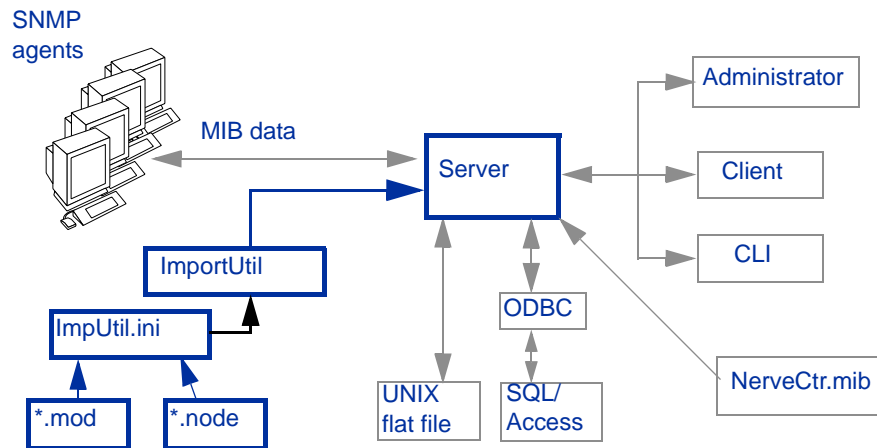 SNMP
agents
Administrator
MIB data
Server
Client
CLI
ImportUtil
ODBC
ImpUtil.ini
UNIX
flat file
SQL/
Access
NerveCtr.mib
*.mod
*.node